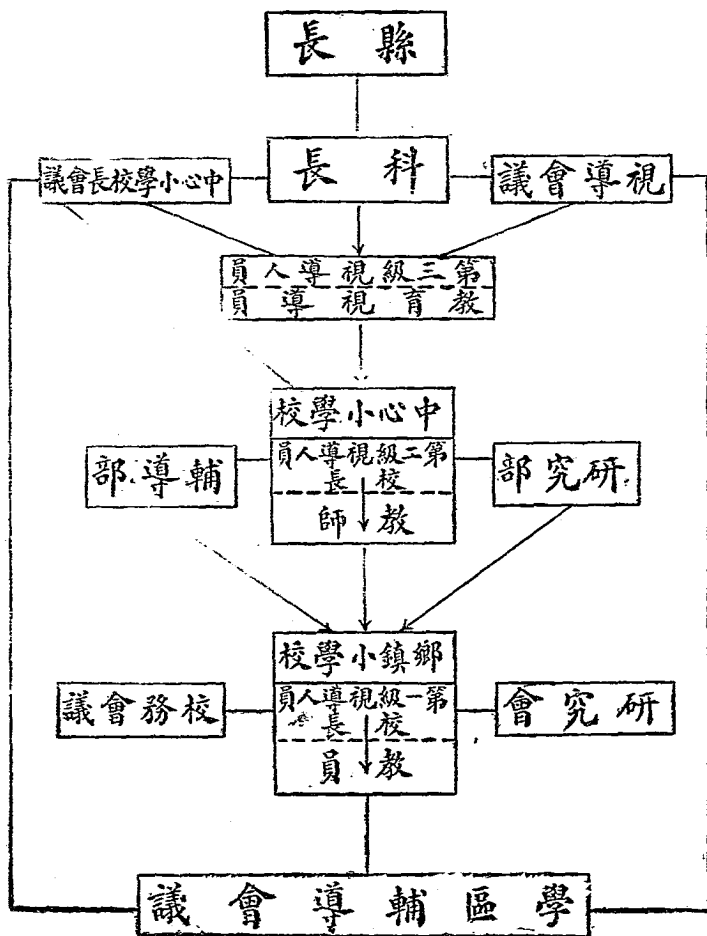 縣長
視導會議
科長
中心小學校長會議
第三級視導人員
教育視導員
中心小學校
研究部
第二級視導人員
校長
教師
輔導部
鄉鎮小學校
研究會
第一級視導人員
校長
教員
校務會議
學區輔導會議